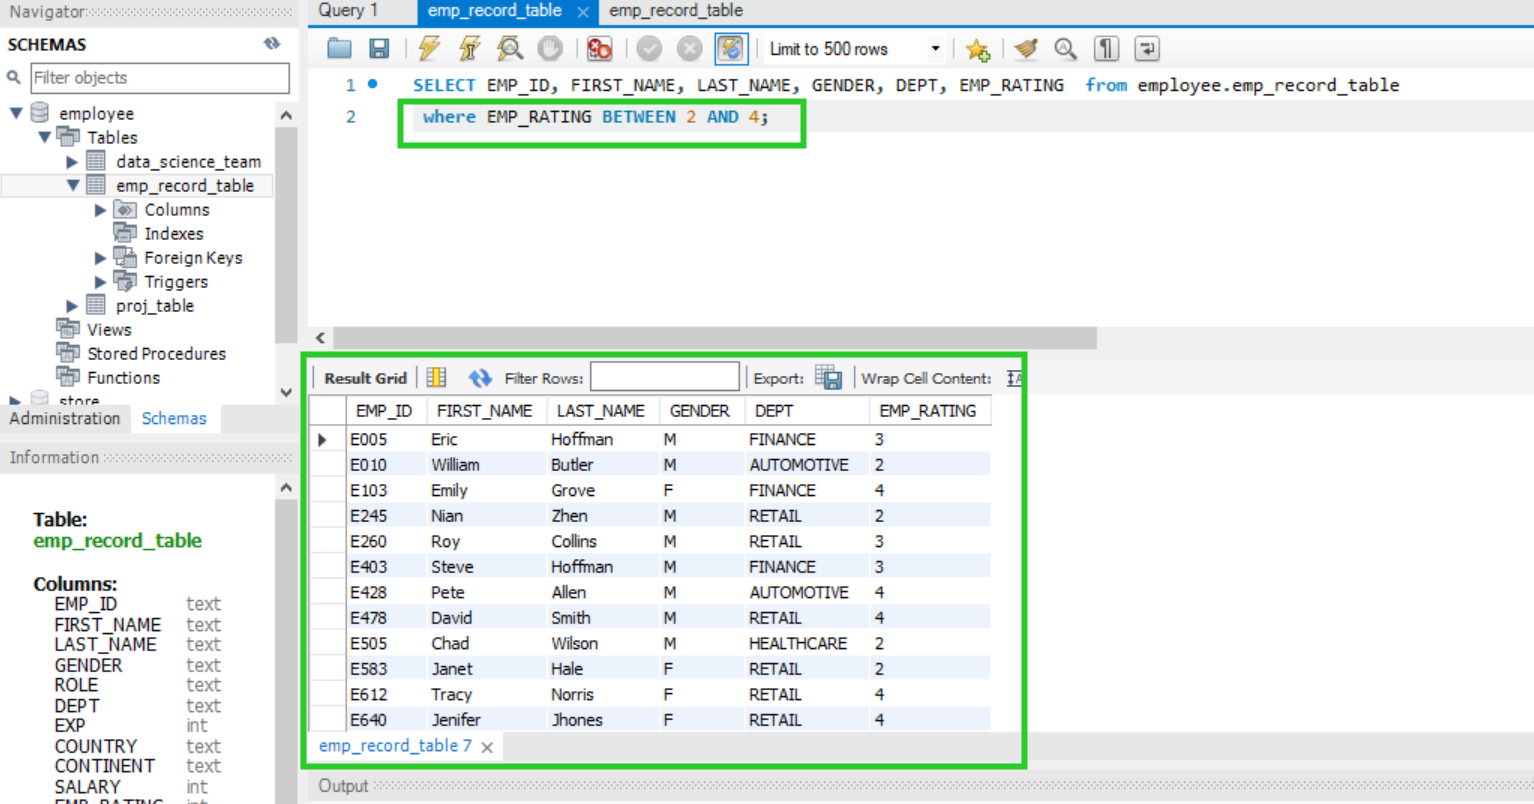 Navigator
SCHEMAS
Filter objects
employee
Tables
data_science_team
emp_record_table
Columns
Indexes
Foreign Keys
Triggers
proj_table
Views
Stored Procedures
Functions
store
Administration Schemas
Information
Table:
emp_record_table
Columns:
EMP_ID text
FIRST_NAME text
LAST_NAME text
GENDER text
ROLE text
DEPT text
EXP int
COUNTRY text
CONTINENT text
SALARY int
EMP_RATING int
Query 1 emp_record_table emp_record_table
Limit to 500 rows
1 SELECT EMP_ID, FIRST_NAME, LAST_NAME, GENDER, DEPT, EMP_RATING from employee.emp_record_table
2 where EMP_RATING BETWEEN 2 AND 4;
Result Grid Filter Rows: Export: Wrap Cell Content: IA
EMP_ID FIRST_NAME LAST_NAME GENDER DEPT EMP_RATING
E005 Eric Hoffman M FINANCE 3
E010 William Butler M AUTOMOTIVE 2
E103 Emily Grove F FINANCE 4
E245 Nian Zhen M RETAIL 2
E260 Roy Collins M RETAIL 3
E403 Steve Hoffman M FINANCE 3
E428 Pete Allen M AUTOMOTIVE 4
E478 David Smith M RETAIL 4
E505 Chad Wilson M HEALTHCARE 2
E583 Janet Hale F RETAIL 2
E612 Tracy Norris F RETAIL 4
E640 Jenifer Jhones F RETAIL 4
emp_record_table 7
Output